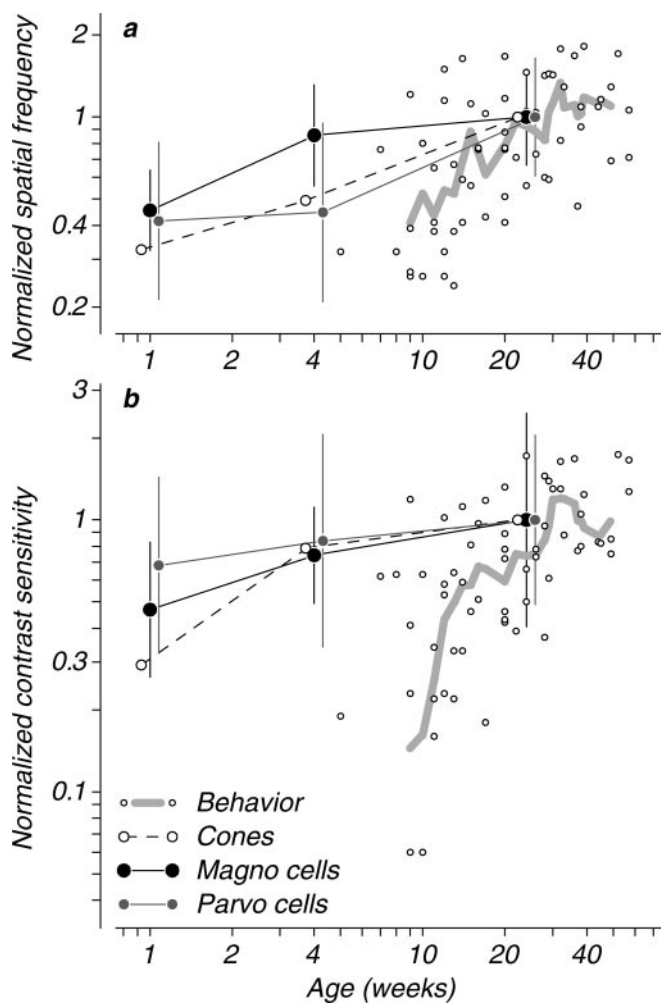 a
Normalized spatial frequency
2
1
0.4
0.2
1 2 4 10 20 40
b
Normalized contrast sensitivity
3
1
0.3
0.1
Behavior
Cones
Magno cells
Parvo cells
1 2 4 10 20 40
Age (weeks)